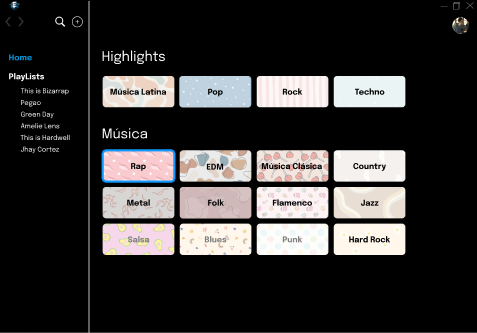 Home
PlayLists
This is Bizarrap
Pegao
Green Day
Amelie Lens
This is Hardwell
Jhay Cortez
Highlights
Música Latina
Pop
Rock
Techno
Música
Rap
EDM
Música Clásica
Country
Metal
Folk
Flamenco
Jazz
Salsa
Blues
Punk
Hard Rock